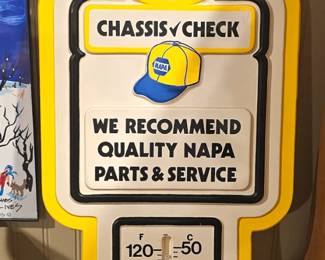 CHASSIS✓CHECK
NAPA
WE RECOMMEND
QUALITY NAPA
PARTS & SERVICE
F C
120 50